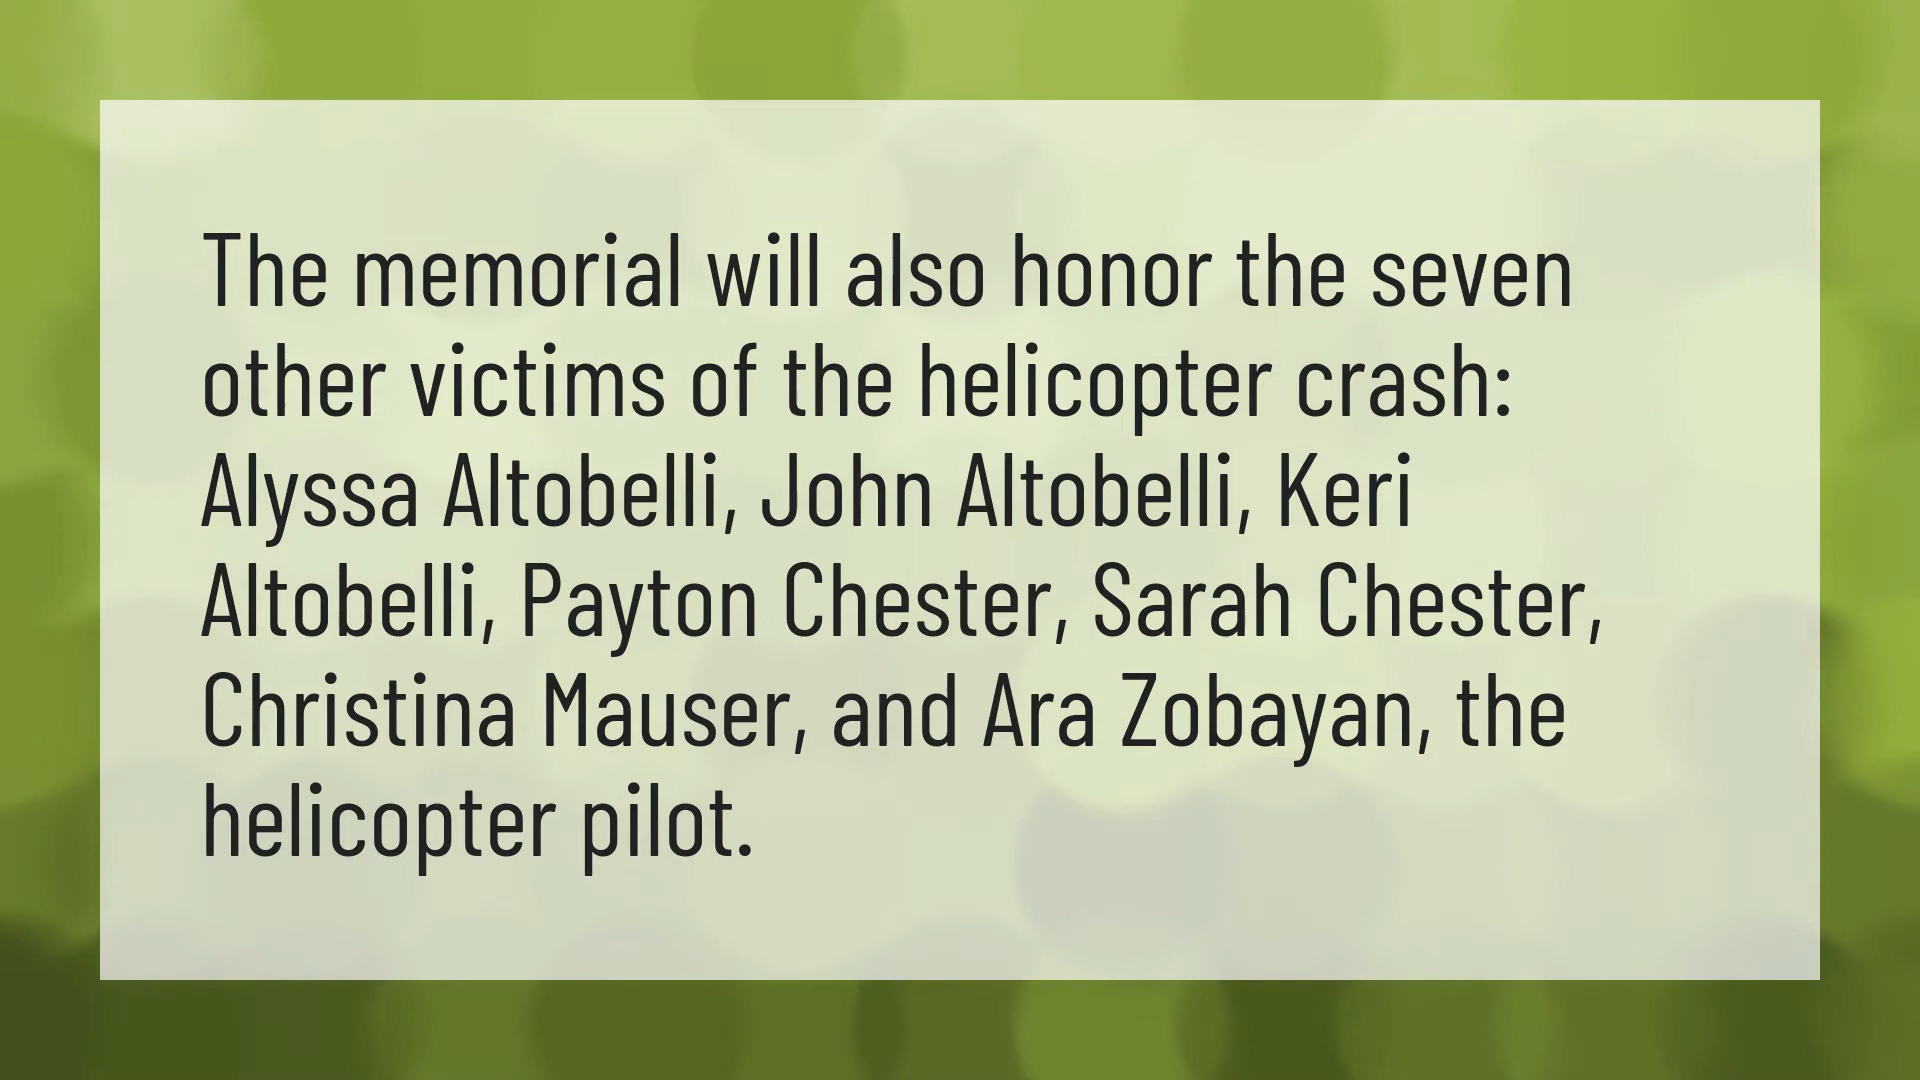 The memorial will also honor the seven
other victims of the helicopter crash:
Alyssa Altobelli, John Altobelli, Keri
Altobelli, Payton Chester, Sarah Chester,
Christina Mauser, and Ara Zobayan, the
helicopter pilot.